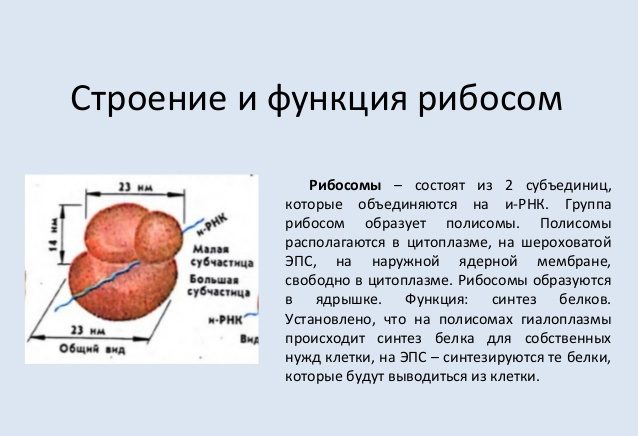 Строение и функция рибосом
23 нм
и-РНК
14 нм
Малая
субчастица
Большая
субчастица
23 нм
и-РНК
Общий вид
Вид
Рибосомы – состоят из 2 субъединиц,
которые объединяются на и-РНК. Группа
рибосом образует полисомы. Полисомы
располагаются в цитоплазме, на шероховатой
ЭПС, на наружной ядерной мембране,
свободно в цитоплазме. Рибосомы образуются
в ядрышке. Функция: синтез белков.
Установлено, что на полисомах гиалоплазмы
происходит синтез белка для собственных
нужд клетки, на ЭПС – синтезируются те белки,
которые будут выводиться из клетки.